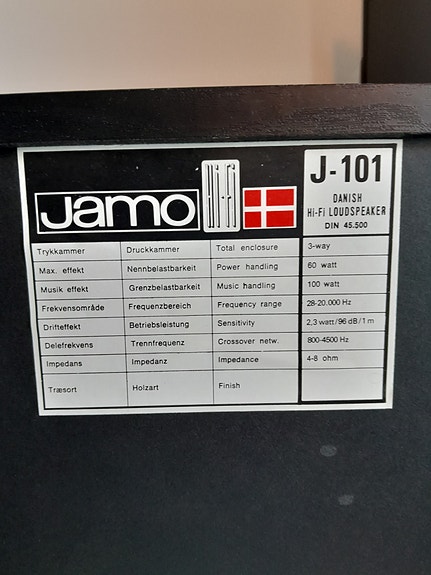 Jamo
Hi-Fi
J-101
DANISH
Hi-Fi LOUDSPEAKER
DIN 45.500
Trykkammer Druckkammer Total enclosure 3-way
Max. effekt Nennbelastbarkeit Power handling 60 watt
Musik effekt Grenzbelastbarkeit Music handling 100 watt
Frekvensområde Frequenzbereich Frequency range 28-20.000 Hz
Drifteffekt Betriebsleistung Sensitivity 2,3 watt/96 dB/1 m
Delefrekvens Trennfrequenz Crossover netw. 800-4500 Hz
Impedans Impedanz Impedance 4-8 ohm
Træsort Holzart Finish